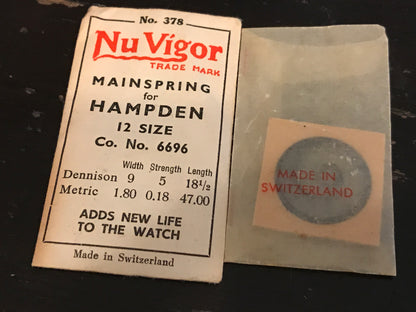 No. 378
Nu Vigor
TRADE MARK
MAINSPRING
for
HAMPDEN
12 SIZE
Co. No. 6696
Width Strength Length
Dennison 9 5 18½
Metric 1.80 0.18 47.00
ADDS NEW LIFE
TO THE WATCH
Made in Switzerland
MADE IN
SWITZERLAND